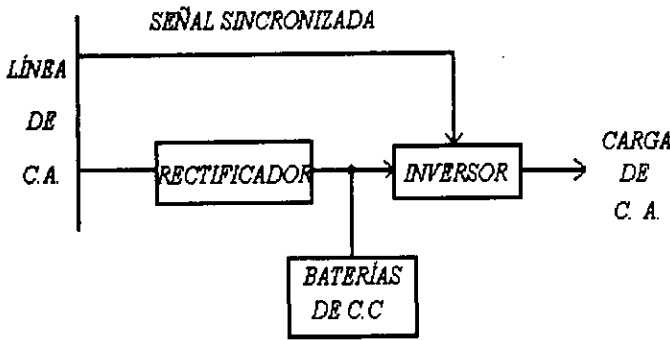 SEÑAL SINCRONIZADA
LÍNEA
DE
C.A.
RECTIFICADOR
INVERSOR
CARGA
DE
C. A.
BATERÍAS
DE C.C